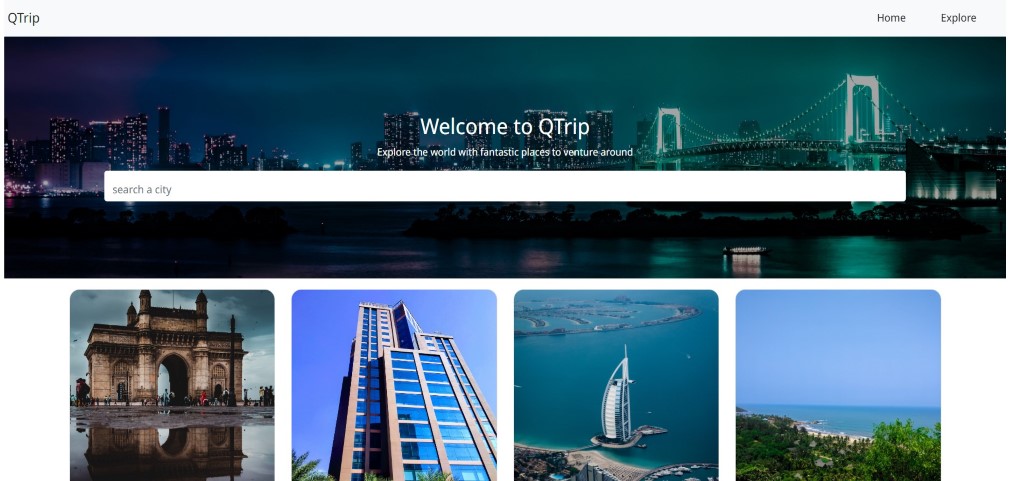 QTrip
Home Explore
Welcome to QTrip
Explore the world with fantastic places to venture around
search a city